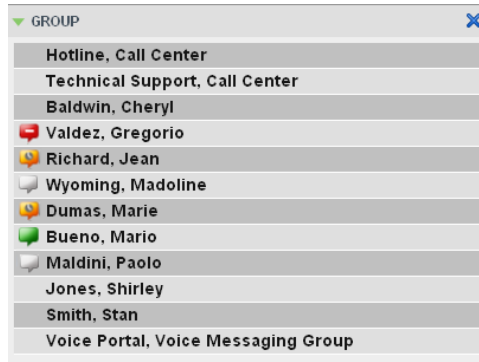 GROUP
Hotline, Call Center
Technical Support, Call Center
Baldwin, Cheryl
Valdez, Gregorio
Richard, Jean
Wyoming, Madoline
Dumas, Marie
Bueno, Mario
Maldini, Paolo
Jones, Shirley
Smith, Stan
Voice Portal, Voice Messaging Group